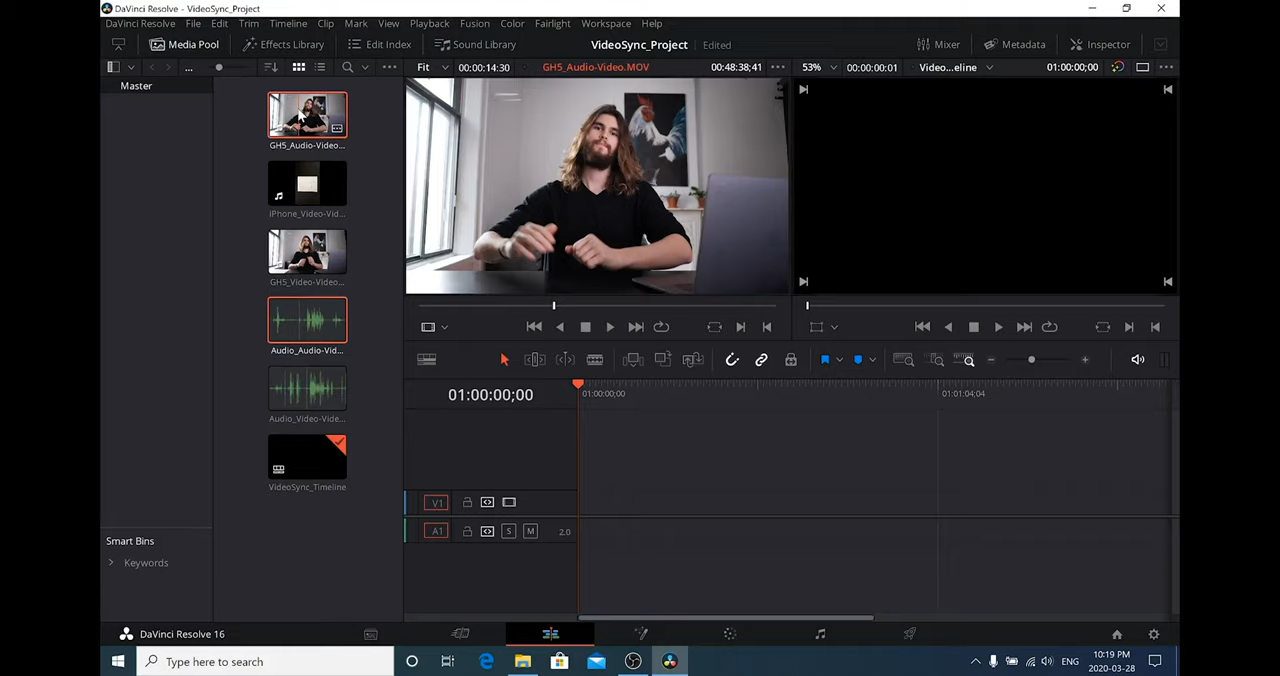 DaVinci Resolve - VideoSync_Project
DaVinci Resolve File Edit Trim Timeline Clip Mark View Playback Fusion Color Fairlight Workspace Help
Media Pool Effects Library Edit Index Sound Library VideoSync_Project Edited Mixer Metadata Inspector
... Fit 00:00:14:30 GH5_Audio-Video.MOV 00:48:38;41 ... 53% 00:00:00:01 Video...eline 01:00:00;00 ...
Master
GH5_Audio-Video...
iPhone_Video-Vid...
GH5_Video-Video...
Audio_Audio-Vid...
Audio_Video-Vide...
VideoSync_Timeline
01:00:00;00
01:00:00;00 01:01:04;04
V1
A1 S M 2.0
Smart Bins
Keywords
DaVinci Resolve 16
Type here to search
ENG
10:19 PM
2020-03-28